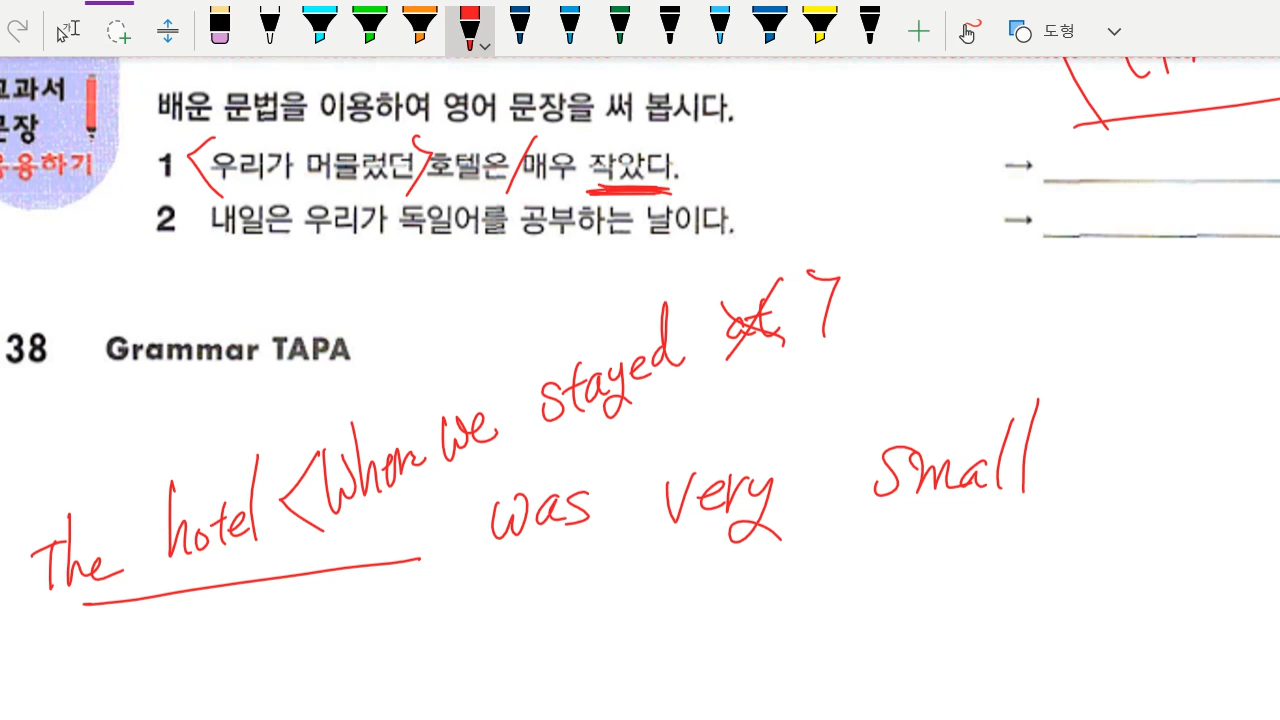 도형
교과서
문장
응용하기
배운 문법을 이용하여 영어 문장을 써 봅시다.
1 <우리가 머물렀던> 호텔은 / 매우 작았다. →
2 내일은 우리가 독일어를 공부하는 날이다. →
38 Grammar TAPA
The hotel < where we stayed at >
was very small